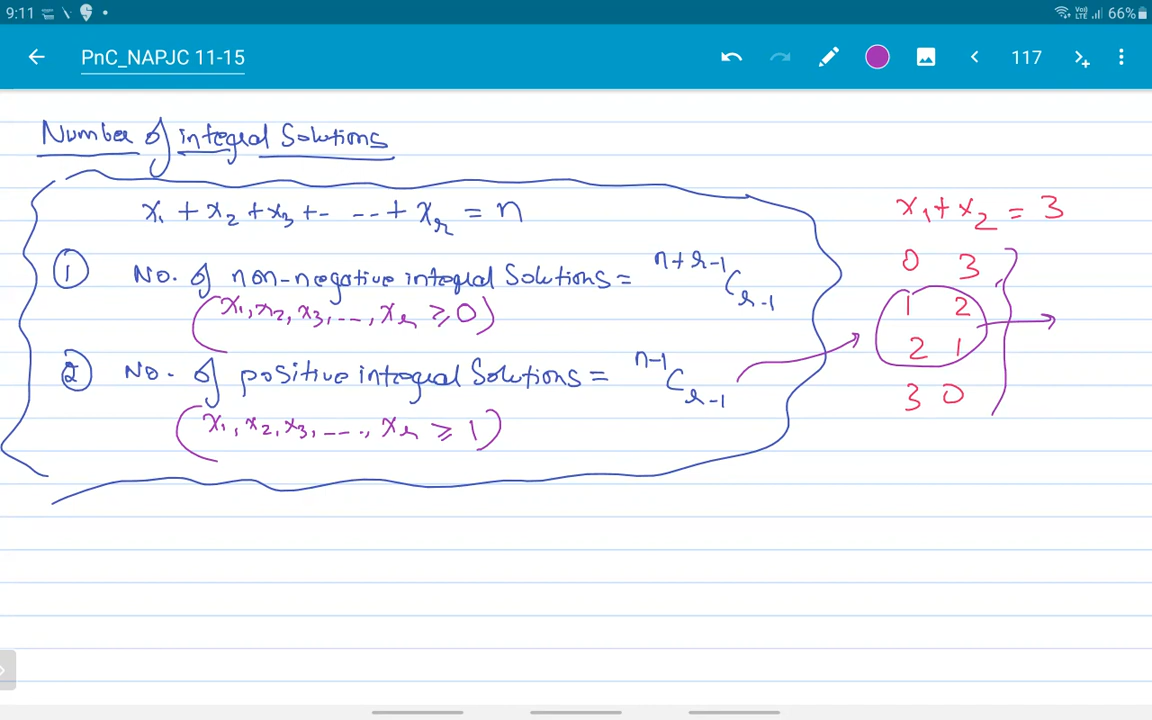 9:11 66%
PnC_NAPJC 11-15 117
Number of integral Solutions
x₁ + x₂ + x₃ + - - - - + xᵣ = n
① No. of non-negative integral Solutions = ⁿ⁺ʳ⁻¹Cᵣ₋₁
(x₁, x₂, x₃, ---, xᵣ ≥ 0)
② No. of positive integral Solutions = ⁿ⁻¹Cᵣ₋₁
(x₁, x₂, x₃, ----, xᵣ ≥ 1)
x₁ + x₂ = 3
0 3
1 2
2 1
3 0